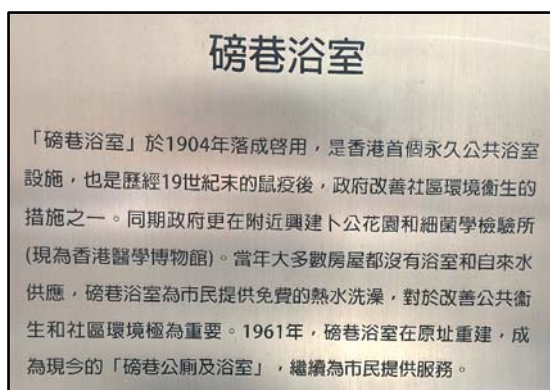 磅巷浴室
「磅巷浴室」於1904年落成啓用，是香港首個永久公共浴室
設施，也是歷經19世紀末的鼠疫後，政府改善社區環境衞生的
措施之一。同期政府更在附近興建卜公花園和細菌學檢驗所
(現為香港醫學博物館)。當年大多數房屋都沒有浴室和自來水
供應，磅巷浴室為市民提供免費的熱水洗澡，對於改善公共衞
生和社區環境極為重要。1961年，磅巷浴室在原址重建，成
為現今的「磅巷公廁及浴室」，繼續為市民提供服務。